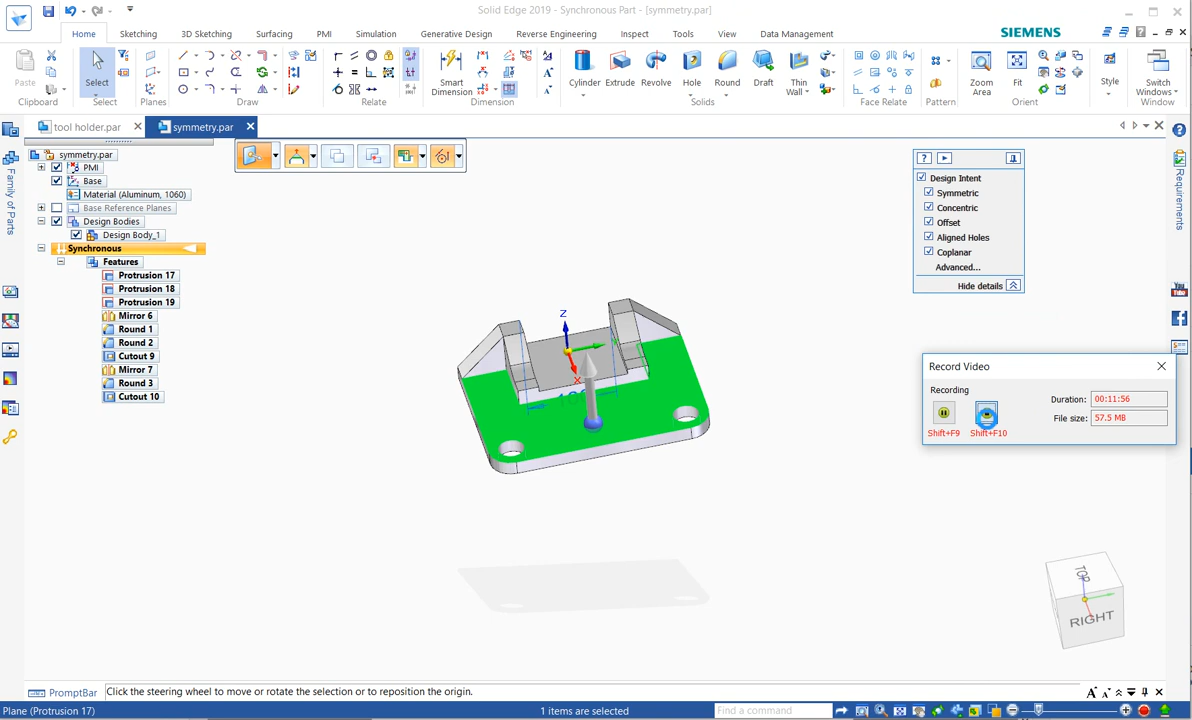 Solid Edge 2019 - Synchronous Part - [symmetry.par]
Home Sketching 3D Sketching Surfacing PMI Simulation Generative Design Reverse Engineering Inspect Tools View Data Management SIEMENS
Paste Select Smart Dimension Cylinder Extrude Revolve Hole Round Draft Thin Wall Zoom Area Fit Style Switch Windows
Clipboard Select Planes Draw Relate Dimension Solids Face Relate Pattern Orient Window
tool holder.par symmetry.par
symmetry.par
PMI
Base
Material (Aluminum, 1060)
Base Reference Planes
Design Bodies
Design Body_1
Synchronous
Features
Protrusion 17
Protrusion 18
Protrusion 19
Mirror 6
Round 1
Round 2
Cutout 9
Mirror 7
Round 3
Cutout 10
Family of Parts
Requirements
You Tube
Design Intent
Symmetric
Concentric
Offset
Aligned Holes
Coplanar
Advanced...
Hide details
Z
X
Record Video
Recording
Duration: 00:11:56
File size: 57.5 MB
Shift+F9 Shift+F10
TOP
RIGHT
PromptBar Click the steering wheel to move or rotate the selection or to reposition the origin.
Plane (Protrusion 17) 1 items are selected Find a command